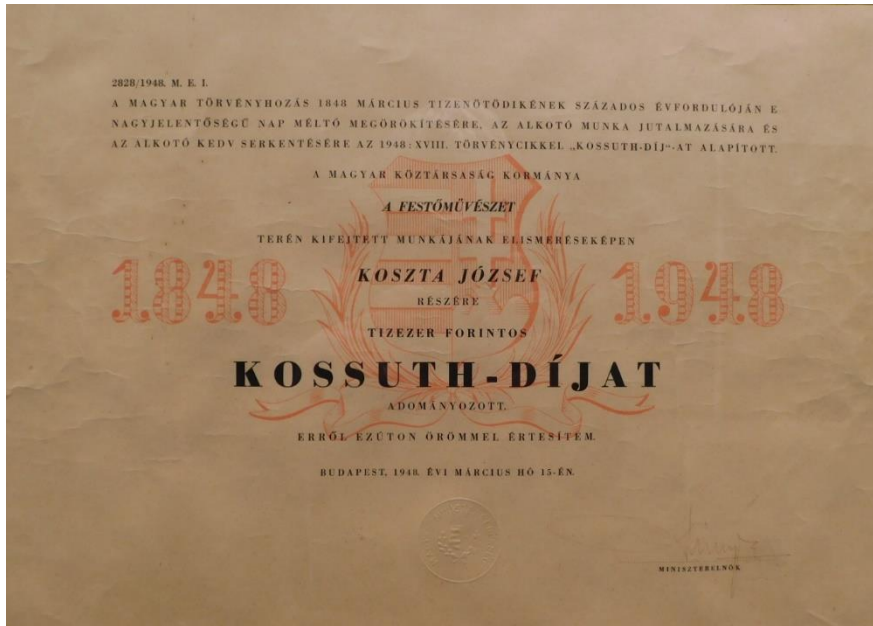 2828/1948. M. E. I.
A MAGYAR TÖRVÉNYHOZÁS 1848 MÁRCIUS TIZENÖTÖDIKÉNEK SZÁZADOS ÉVFORDULÓJÁN E
NAGYJELENTŐSÉGŰ NAP MÉLTÓ MEGÖRÖKÍTÉSÉRE, AZ ALKOTÓ MUNKA JUTALMAZÁSÁRA ÉS
AZ ALKOTÓ KEDV SERKENTÉSÉRE AZ 1948: XVIII. TÖRVÉNYCIKKEL „KOSSUTH-DÍJ“-AT ALAPÍTOTT.
A MAGYAR KÖZTÁRSASÁG KORMÁNYA
A FESTŐMŰVÉSZET
TERÉN KIFEJTETT MUNKÁJÁNAK ELISMERÉSEKÉPEN
KOSZTA JÓZSEF
1848 1948
RÉSZÉRE
TIZEZER FORINTOS
KOSSUTH-DÍJAT
ADOMÁNYOZOTT.
ERRŐL EZÚTON ÖRÖMMEL ÉRTESÍTEM.
BUDAPEST, 1948. ÉVI MÁRCIUS HÓ 15-ÉN.
MINISZTERELNÖK